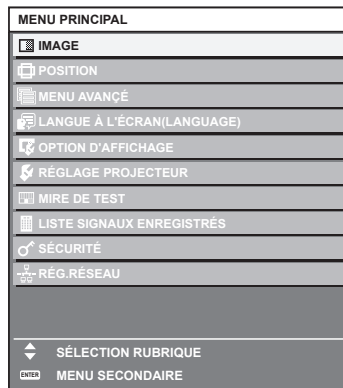 MENU PRINCIPAL
IMAGE
POSITION
MENU AVANÇÉ
LANGUE À L'ÉCRAN(LANGUAGE)
OPTION D'AFFICHAGE
RÉGLAGE PROJECTEUR
MIRE DE TEST
LISTE SIGNAUX ENREGISTRÉS
SÉCURITÉ
RÉG.RÉSEAU
SÉLECTION RUBRIQUE
ENTER MENU SECONDAIRE